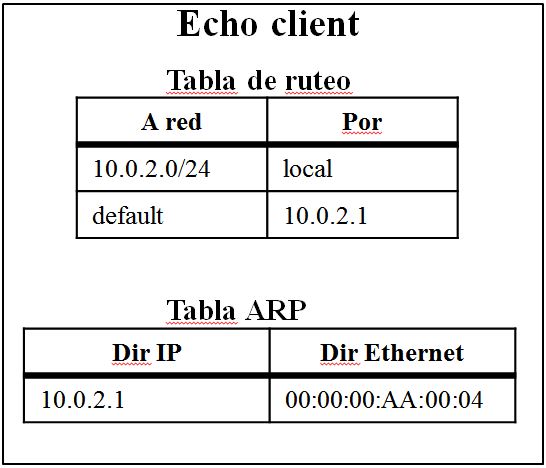 Echo client
Tabla de ruteo
A red Por
10.0.2.0/24 local
default 10.0.2.1
Tabla ARP
Dir IP Dir Ethernet
10.0.2.1 00:00:00:AA:00:04